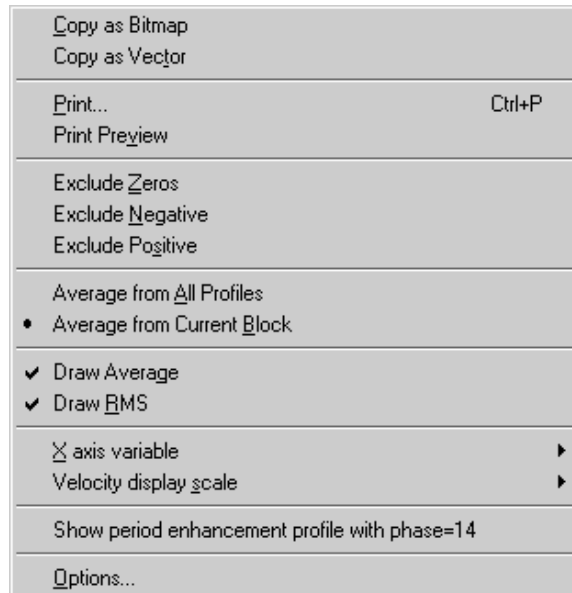 Copy as Bitmap
Copy as Vector
Print... Ctrl+P
Print Preview
Exclude Zeros
Exclude Negative
Exclude Positive
Average from All Profiles
Average from Current Block
Draw Average
Draw RMS
X axis variable
Velocity display scale
Show period enhancement profile with phase=14
Options...